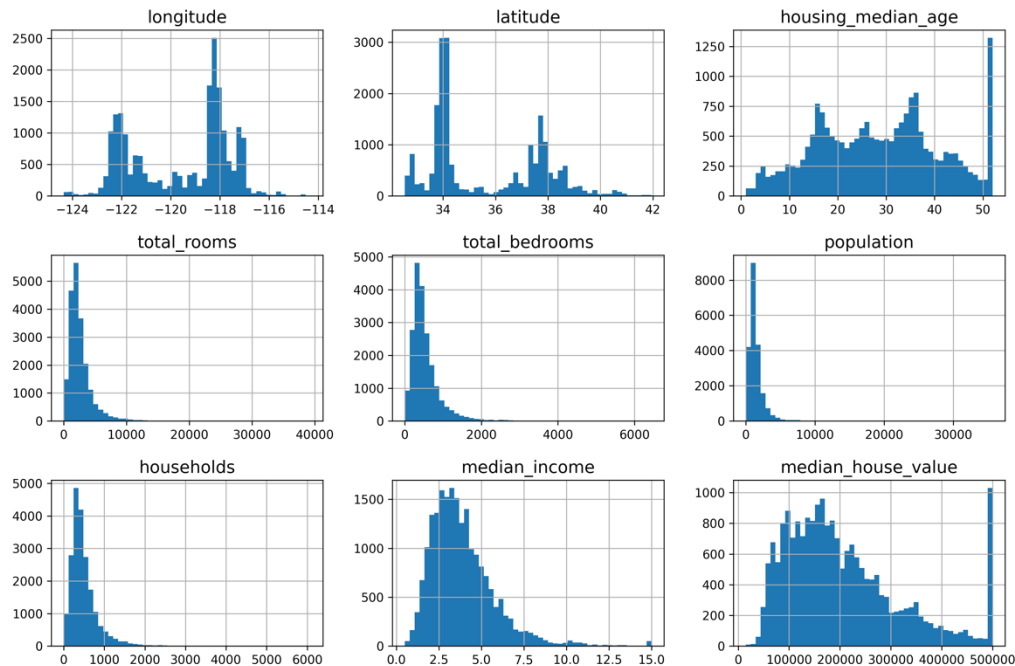 longitude
2500
2000
1500
1000
500
0
−124 −122 −120 −118 −116 −114
latitude
3000
2000
1000
0
34 36 38 40 42
housing_median_age
1250
1000
750
500
250
0
0 10 20 30 40 50
total_rooms
5000
4000
3000
2000
1000
0
0 10000 20000 30000 40000
total_bedrooms
5000
4000
3000
2000
1000
0
0 2000 4000 6000
population
8000
6000
4000
2000
0
0 10000 20000 30000
households
5000
4000
3000
2000
1000
0
0 1000 2000 3000 4000 5000 6000
median_income
1500
1000
500
0
0.0 2.5 5.0 7.5 10.0 12.5 15.0
median_house_value
1000
800
600
400
200
0
0 100000 200000 300000 400000 500000